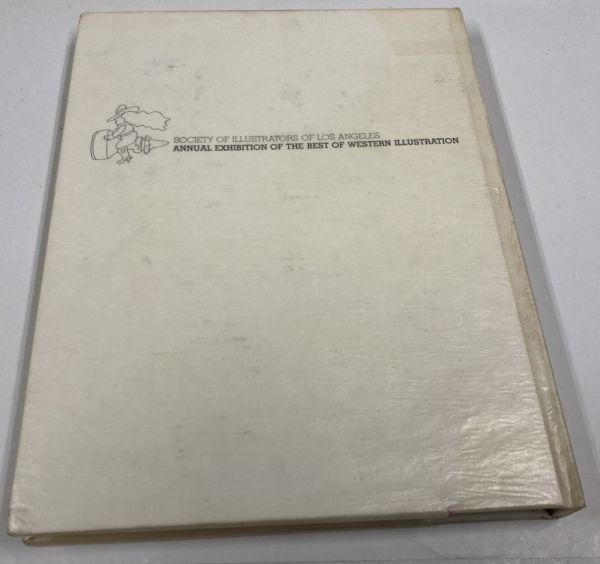 SOCIETY OF ILLUSTRATORS OF LOS ANGELES
ANNUAL EXHIBITION OF THE BEST OF WESTERN ILLUSTRATION